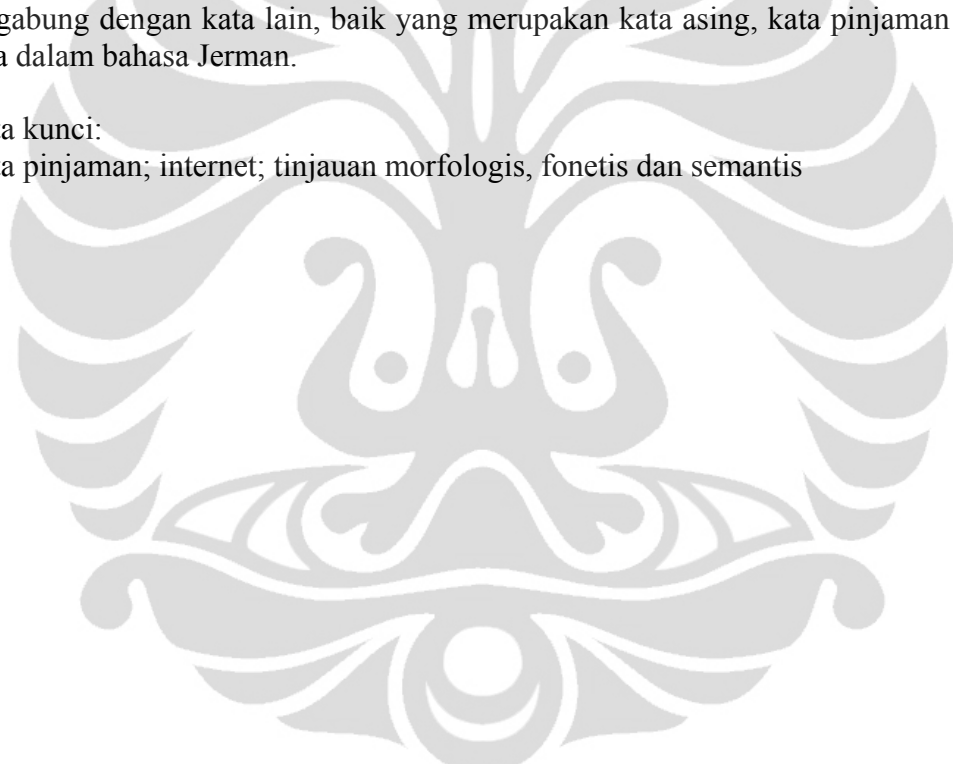 gabung dengan kata lain, baik yang merupakan kata asing, kata pinjaman
dalam bahasa Jerman.
kunci:
pinjaman; internet; tinjauan morfologis, fonetis dan semantis